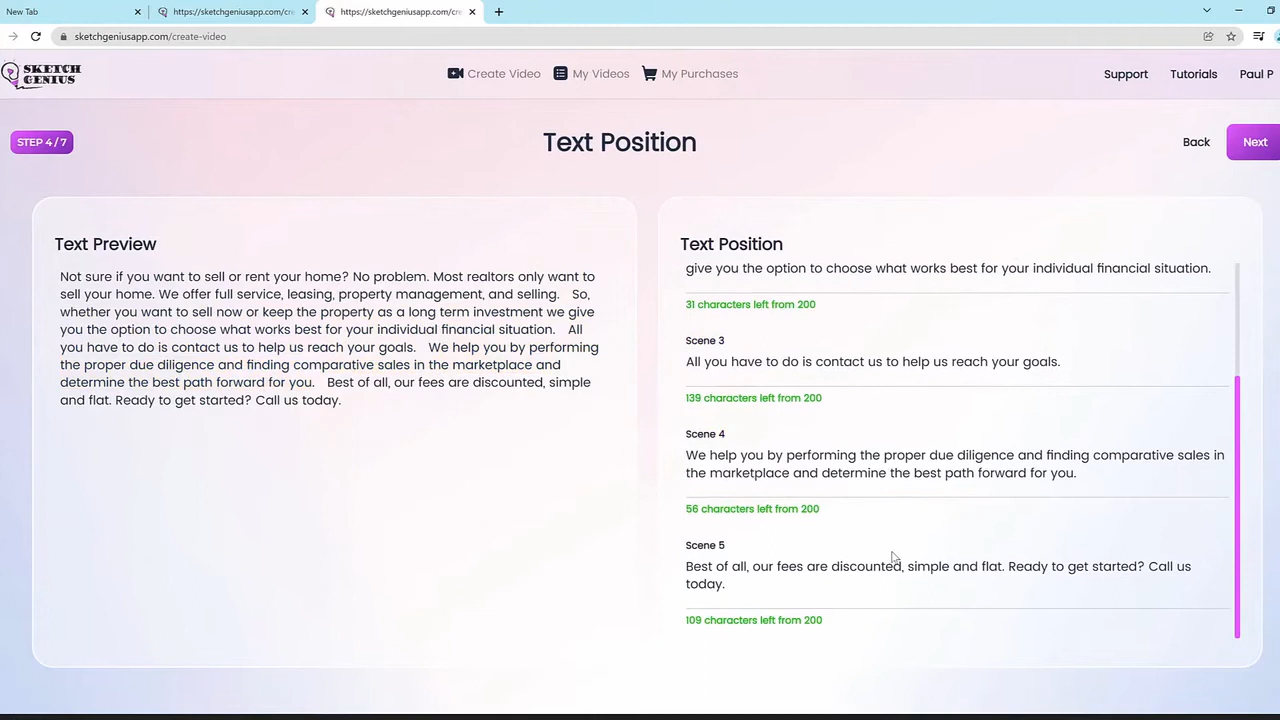 New Tab
https://sketchgeniusapp.com/cre
https://sketchgeniusapp.com/cre
sketchgeniusapp.com/create-video
SKETCH
GENIUS
Create Video
My Videos
My Purchases
Support
Tutorials
Paul P
STEP 4 / 7
Text Position
Back
Next
Text Preview
Not sure if you want to sell or rent your home? No problem. Most realtors only want to
sell your home. We offer full service, leasing, property management, and selling. So,
whether you want to sell now or keep the property as a long term investment we give
you the option to choose what works best for your individual financial situation. All
you have to do is contact us to help us reach your goals. We help you by performing
the proper due diligence and finding comparative sales in the marketplace and
determine the best path forward for you. Best of all, our fees are discounted, simple
and flat. Ready to get started? Call us today.
Text Position
give you the option to choose what works best for your individual financial situation.
31 characters left from 200
Scene 3
All you have to do is contact us to help us reach your goals.
139 characters left from 200
Scene 4
We help you by performing the proper due diligence and finding comparative sales in
the marketplace and determine the best path forward for you.
56 characters left from 200
Scene 5
Best of all, our fees are discounted, simple and flat. Ready to get started? Call us
today.
109 characters left from 200